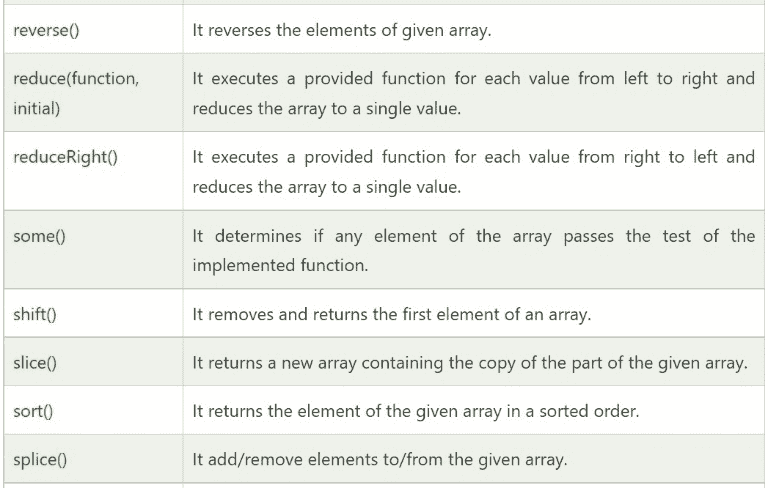 reverse()
It reverses the elements of given array.
reduce(function,
initial)
It executes a provided function for each value from left to right and
reduces the array to a single value.
reduceRight()
It executes a provided function for each value from right to left and
reduces the array to a single value.
some()
It determines if any element of the array passes the test of the
implemented function.
shift()
It removes and returns the first element of an array.
slice()
It returns a new array containing the copy of the part of the given array.
sort()
It returns the element of the given array in a sorted order.
splice()
It add/remove elements to/from the given array.